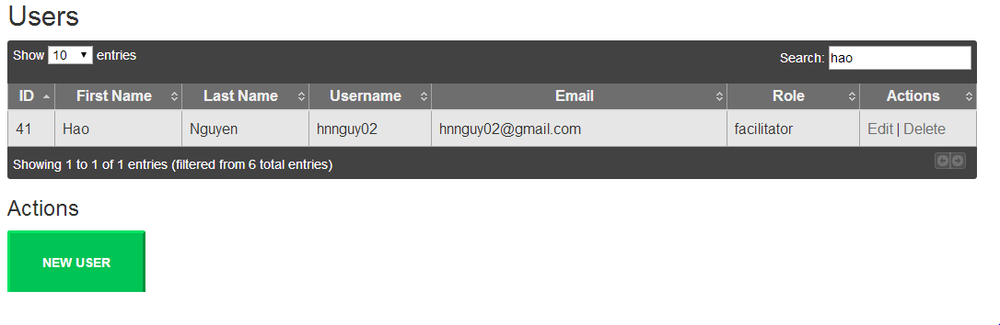 Users
Show 10 entries Search: hao
ID First Name Last Name Username Email Role Actions
41 Hao Nguyen hnnguy02 hnnguy02@gmail.com facilitator Edit | Delete
Showing 1 to 1 of 1 entries (filtered from 6 total entries)
Actions
NEW USER